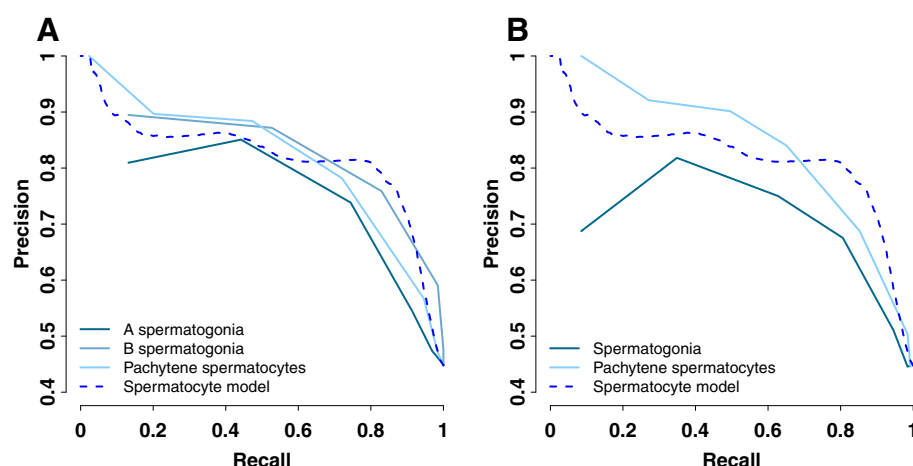 A
Precision
1
0.9
0.8
0.7
0.6
0.5
0.4
A spermatogonia
B spermatogonia
Pachytene spermatocytes
Spermatocyte model
0 0.2 0.4 0.6 0.8 1
Recall
B
Precision
1
0.9
0.8
0.7
0.6
0.5
0.4
Spermatogonia
Pachytene spermatocytes
Spermatocyte model
0 0.2 0.4 0.6 0.8 1
Recall